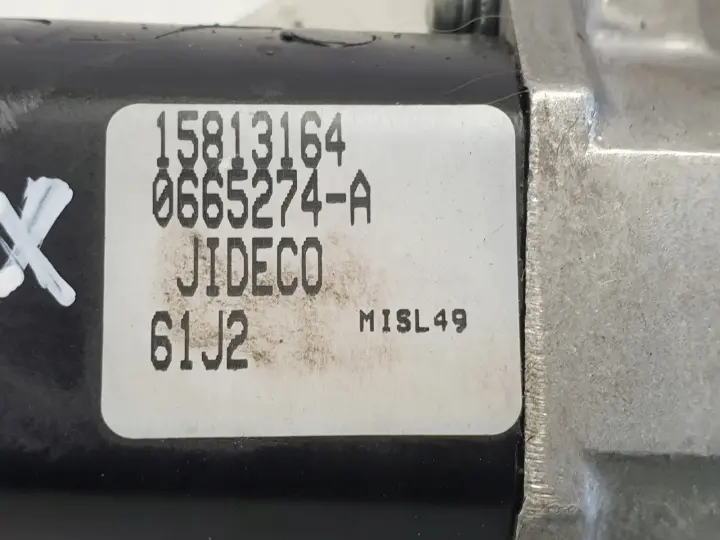 15813164
0665274-A
JIDECO
61J2 MISL49
X